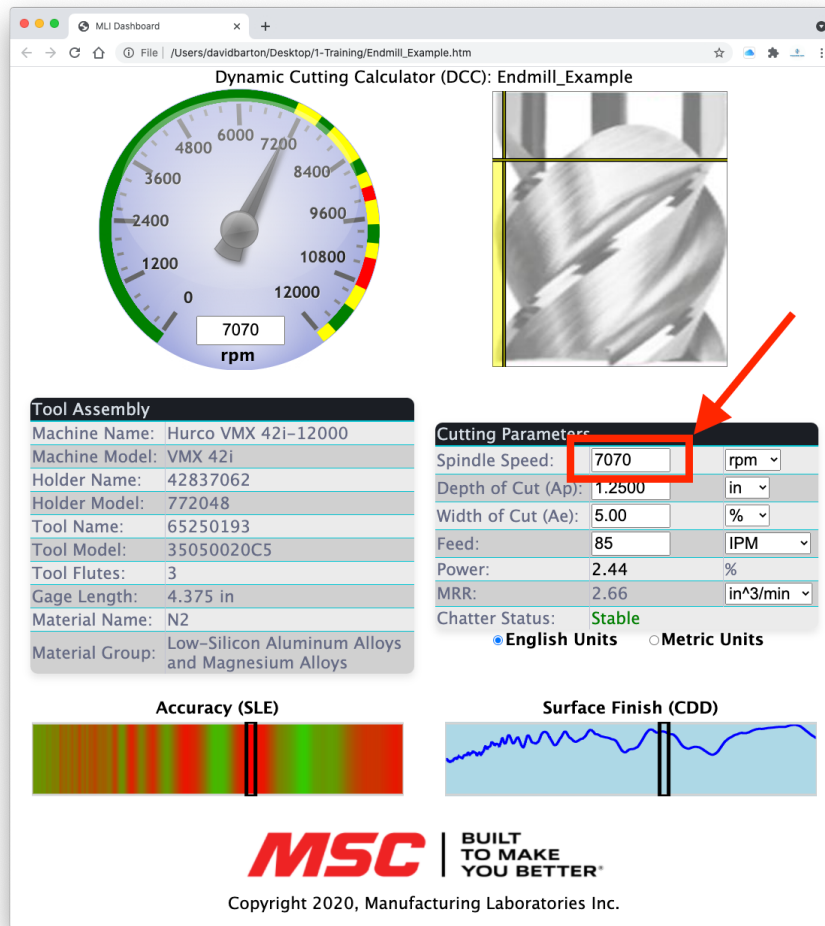 MLI Dashboard
File | /Users/davidbarton/Desktop/1-Training/Endmill_Example.htm
Dynamic Cutting Calculator (DCC): Endmill_Example
0
1200
2400
3600
4800
6000
7200
8400
9600
10800
12000
7070
rpm
Tool Assembly
Machine Name: Hurco VMX 42i-12000
Machine Model: VMX 42i
Holder Name: 42837062
Holder Model: 772048
Tool Name: 65250193
Tool Model: 35050020C5
Tool Flutes: 3
Gage Length: 4.375 in
Material Name: N2
Material Group: Low-Silicon Aluminum Alloys
and Magnesium Alloys
Cutting Parameters
Spindle Speed: 7070 rpm
Depth of Cut (Ap): 1.2500 in
Width of Cut (Ae): 5.00 %
Feed: 85 IPM
Power: 2.44 %
MRR: 2.66 in^3/min
Chatter Status: Stable
English Units Metric Units
Accuracy (SLE)
Surface Finish (CDD)
MSC
BUILT
TO MAKE
YOU BETTER®
Copyright 2020, Manufacturing Laboratories Inc.